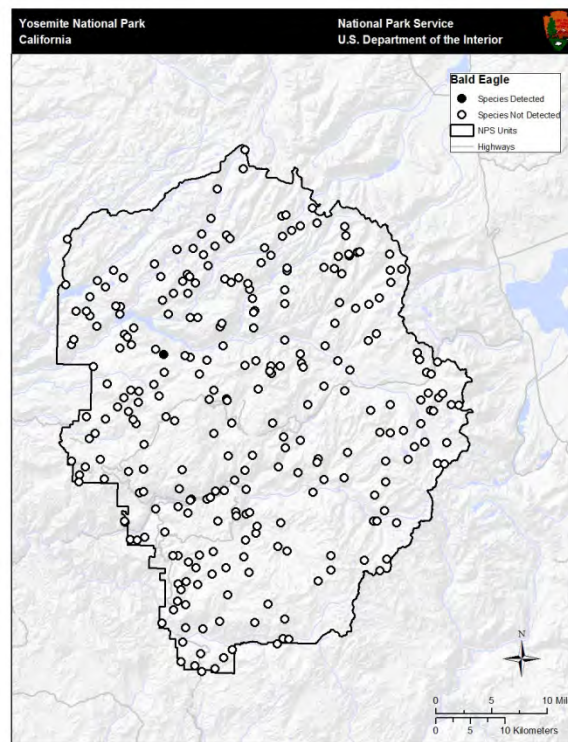 Yosemite National Park
California
National Park Service
U.S. Department of the Interior
Bald Eagle
Species Detected
Species Not Detected
NPS Units
Highways
N
0 5 10 Mil
0 5 10 Kilometers